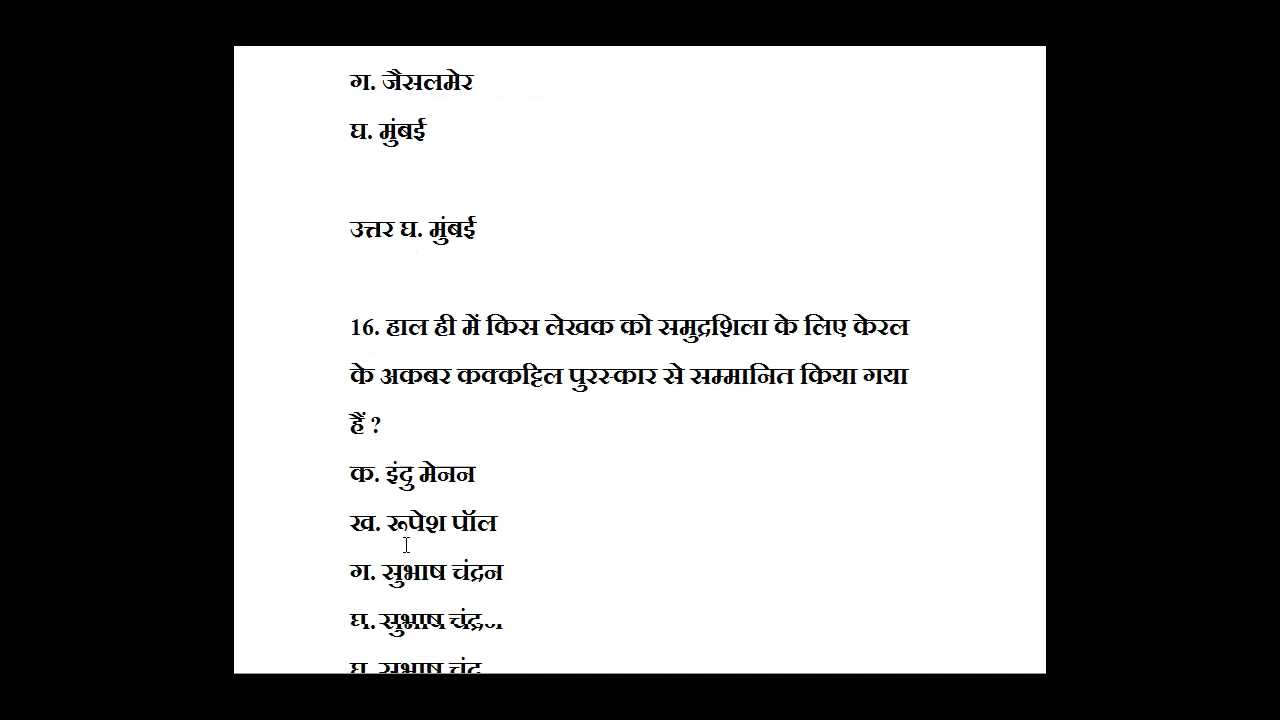 ग. जैसलमेर
घ. मुंबई
उत्तर घ. मुंबई
16. हाल ही में किस लेखक को समुद्रशिला के लिए केरल
के अकबर कक्कट्टिल पुरस्कार से सम्मानित किया गया
हैं ?
क. इंदु मेनन
ख. रूपेश पॉल
ग. सुभाष चंद्रन
घ. सुभाष
घ. सुभाष